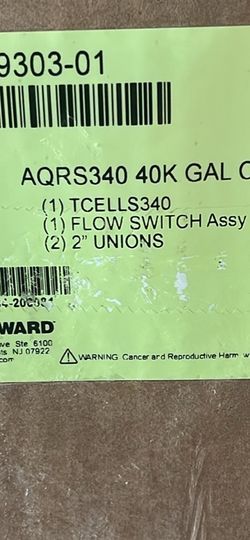 9303-01
AQRS340 40K GAL C
(1) TCELLS340
(1) FLOW SWITCH Assy
(2) 2" UNIONS
WARD
Ste 6100
NJ 07922
.com
WARNING Cancer and Reproductive Harm